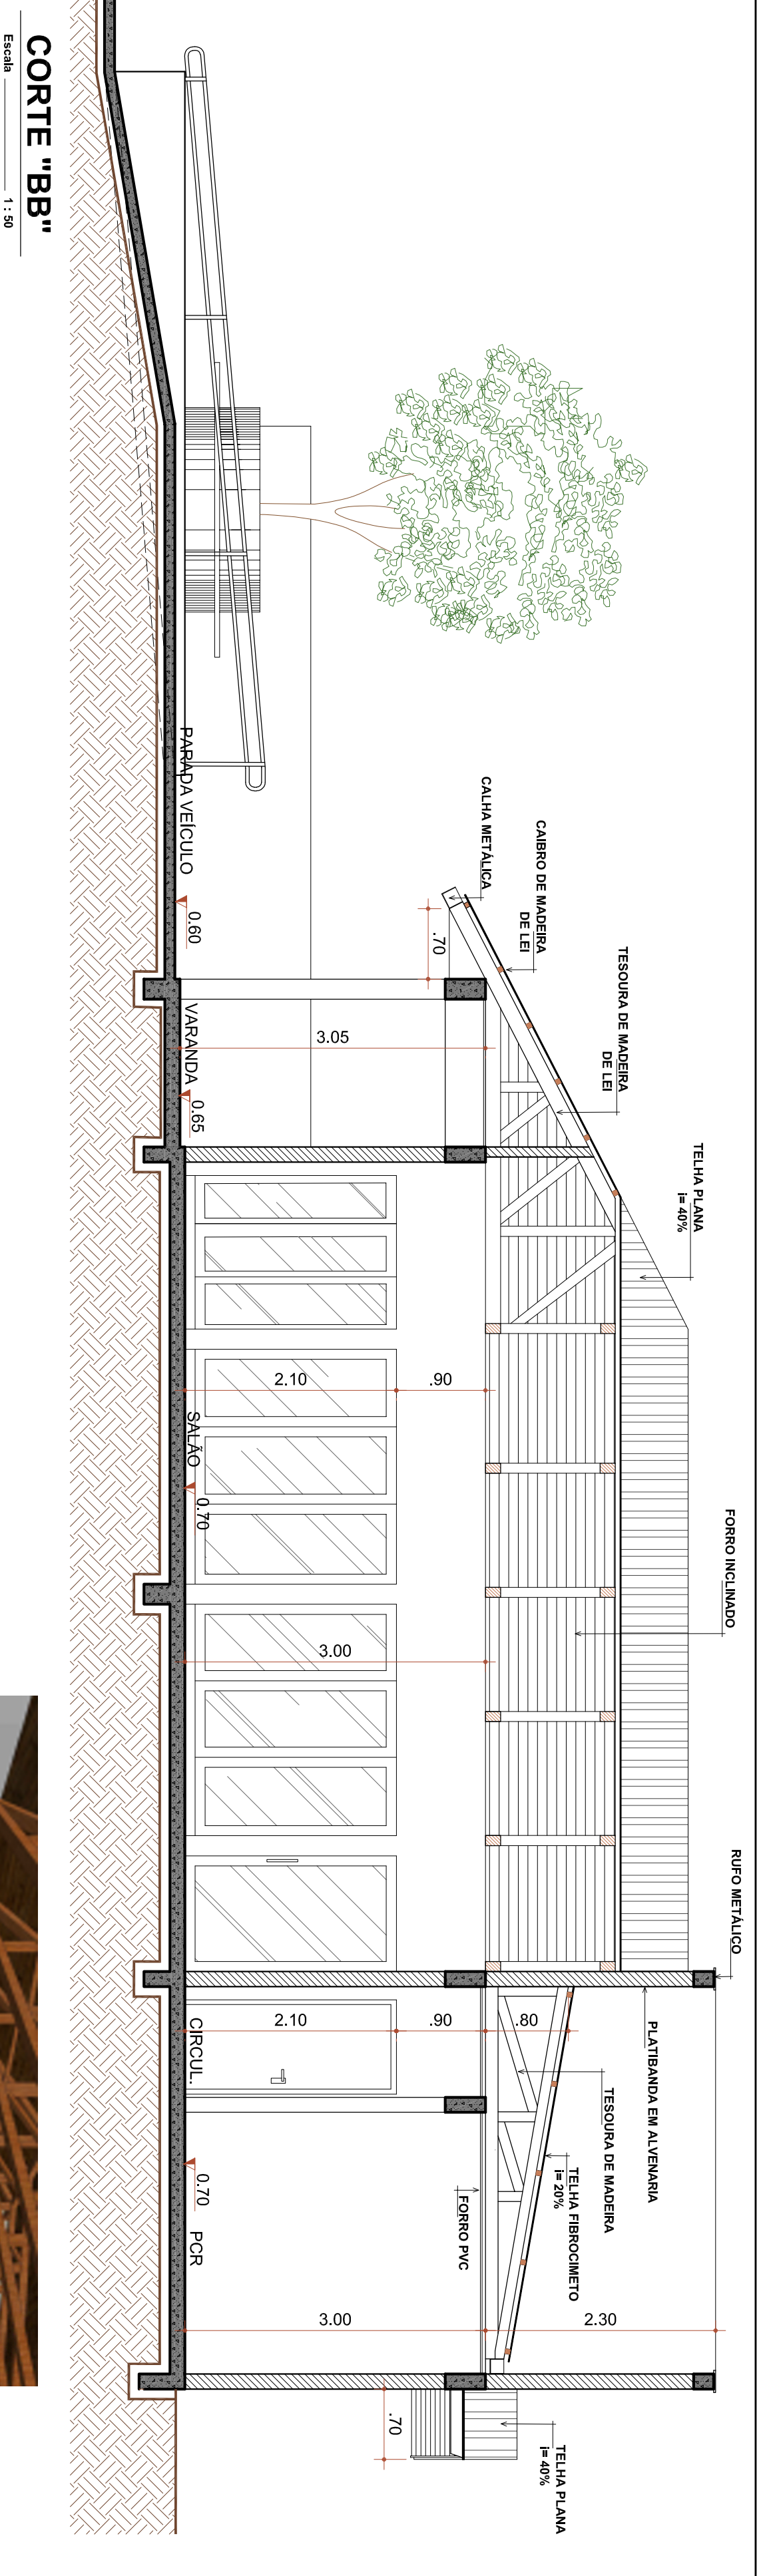 CORTE "BB"
Escala 1 : 50
CALHA METÁLICA
CAIBRO DE MADEIRA
DE LEI
TESOURA DE MADEIRA
DE LEI
TELHA PLANA
i= 40%
FORRO INCLINADO
RUFO METÁLICO
PLATIBANDA EM ALVENARIA
TESOURA DE MADEIRA
TELHA FIBROCIMETO
i= 20%
FORRO PVC
TELHA PLANA
i= 40%
.70
3.05
2.10
.90
3.00
2.10
.90
.80
3.00
2.30
.70
PARADA VEÍCULO
0.60
VARANDA
0.65
SALÃO
0.70
CIRCUL.
0.70
PCR